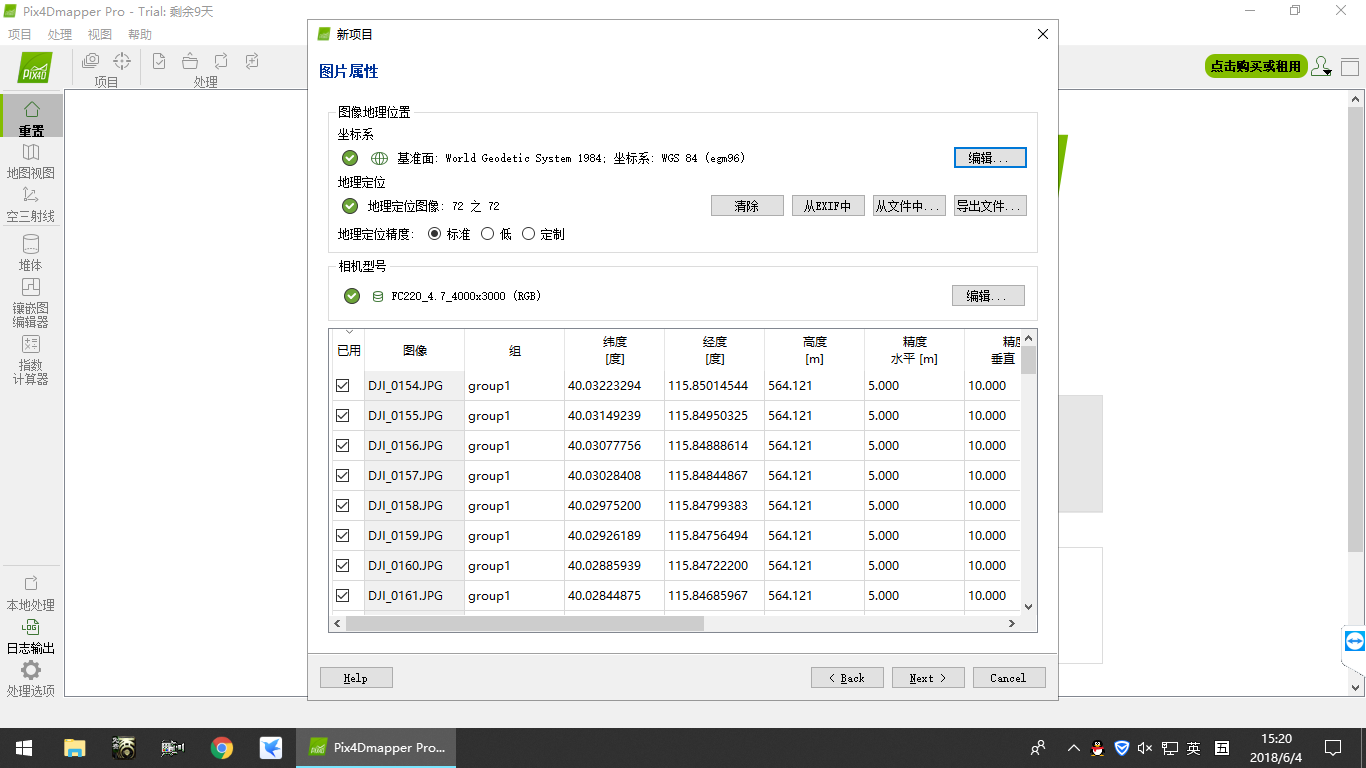 Pix4Dmapper Pro - Trial: 剩余9天
项目 处理 视图 帮助
PIX4D
项目
处理
点击购买或租用
重置
地图视图
空三射线
堆体
镶嵌图
编辑器
指数
计算器
本地处理
LOG
日志输出
处理选项
新项目
图片属性
图像地理位置
坐标系
基准面: World Geodetic System 1984; 坐标系: WGS 84 (egm96)
编辑...
地理定位
地理定位图像: 72 之 72
清除 从EXIF中 从文件中... 导出文件...
地理定位精度: 标准 低 定制
相机型号
FC220_4.7_4000x3000 (RGB)
编辑...
已用 图像 组 纬度 [度] 经度 [度] 高度 [m] 精度 水平 [m] 精度 垂直
DJI_0154.JPG group1 40.03223294 115.85014544 564.121 5.000 10.000
DJI_0155.JPG group1 40.03149239 115.84950325 564.121 5.000 10.000
DJI_0156.JPG group1 40.03077756 115.84888614 564.121 5.000 10.000
DJI_0157.JPG group1 40.03028408 115.84844867 564.121 5.000 10.000
DJI_0158.JPG group1 40.02975200 115.84799383 564.121 5.000 10.000
DJI_0159.JPG group1 40.02926189 115.84756494 564.121 5.000 10.000
DJI_0160.JPG group1 40.02885939 115.84722200 564.121 5.000 10.000
DJI_0161.JPG group1 40.02844875 115.84685967 564.121 5.000 10.000
Help < Back Next > Cancel
Pix4Dmapper Pro...
英 五
15:20
2018/6/4